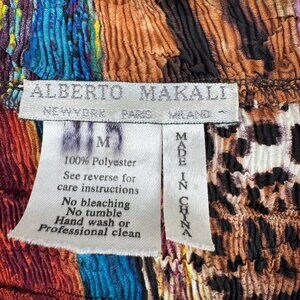 ALBERTO MAKALI
NEW YORK PARIS MILANO
M
100% Polyester
See reverse for
care instructions
No bleaching
No tumble
Hand wash or
Professional clean
MADE IN CHINA